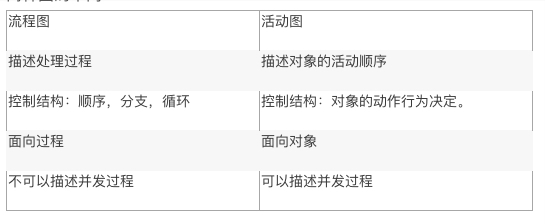 流程图 活动图
描述处理过程 描述对象的活动顺序
控制结构：顺序，分支，循环 控制结构：对象的动作行为决定。
面向过程 面向对象
不可以描述并发过程 可以描述并发过程